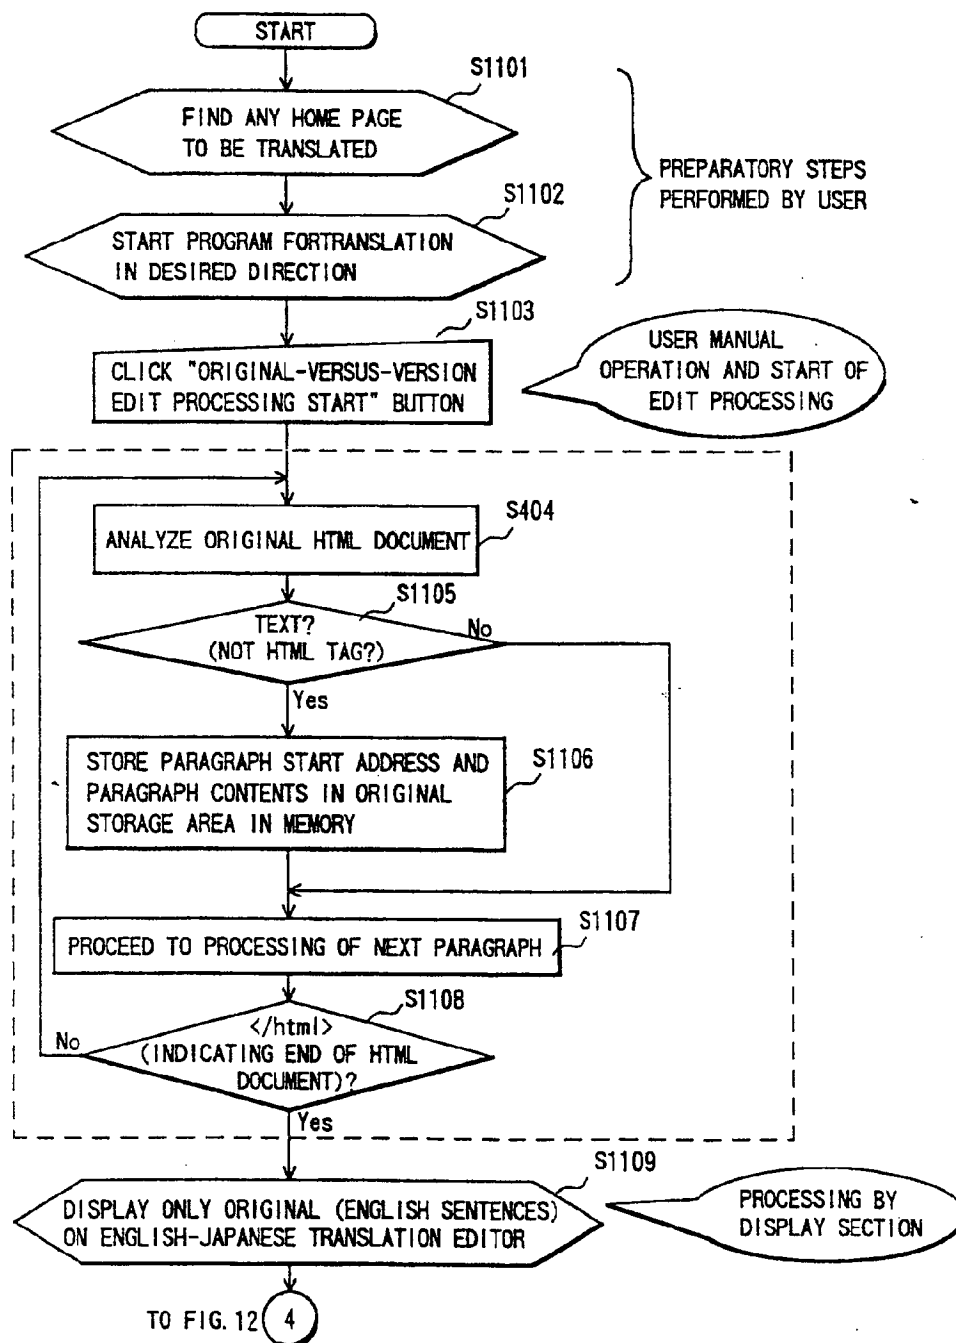 START
S1101
FIND ANY HOME PAGE
TO BE TRANSLATED
PREPARATORY STEPS
PERFORMED BY USER
S1102
START PROGRAM FORTRANSLATION
IN DESIRED DIRECTION
S1103
CLICK "ORIGINAL-VERSUS-VERSION
EDIT PROCESSING START" BUTTON
USER MANUAL
OPERATION AND START OF
EDIT PROCESSING
S404
ANALYZE ORIGINAL HTML DOCUMENT
S1105
TEXT?
(NOT HTML TAG?)
No
Yes
S1106
STORE PARAGRAPH START ADDRESS AND
PARAGRAPH CONTENTS IN ORIGINAL
STORAGE AREA IN MEMORY
S1107
PROCEED TO PROCESSING OF NEXT PARAGRAPH
S1108
</html>
(INDICATING END OF HTML
DOCUMENT)?
No
Yes
S1109
DISPLAY ONLY ORIGINAL (ENGLISH SENTENCES)
ON ENGLISH-JAPANESE TRANSLATION EDITOR
PROCESSING BY
DISPLAY SECTION
TO FIG. 12 4